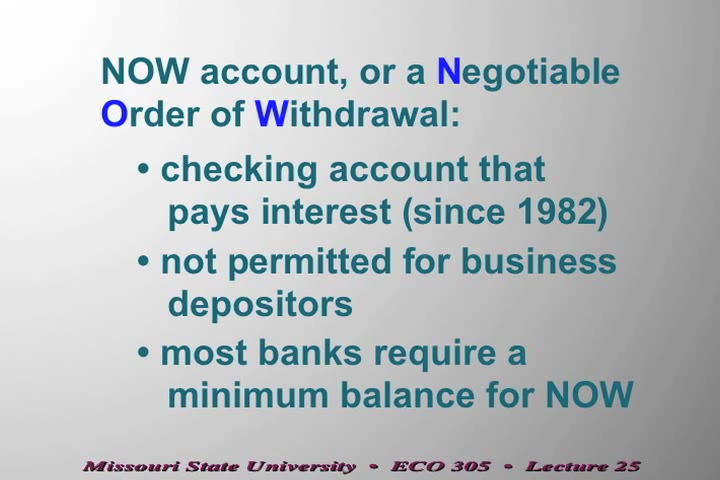 NOW account, or a Negotiable
Order of Withdrawal:
• checking account that
pays interest (since 1982)
• not permitted for business
depositors
• most banks require a
minimum balance for NOW
Missouri State University • ECO 305 • Lecture 25